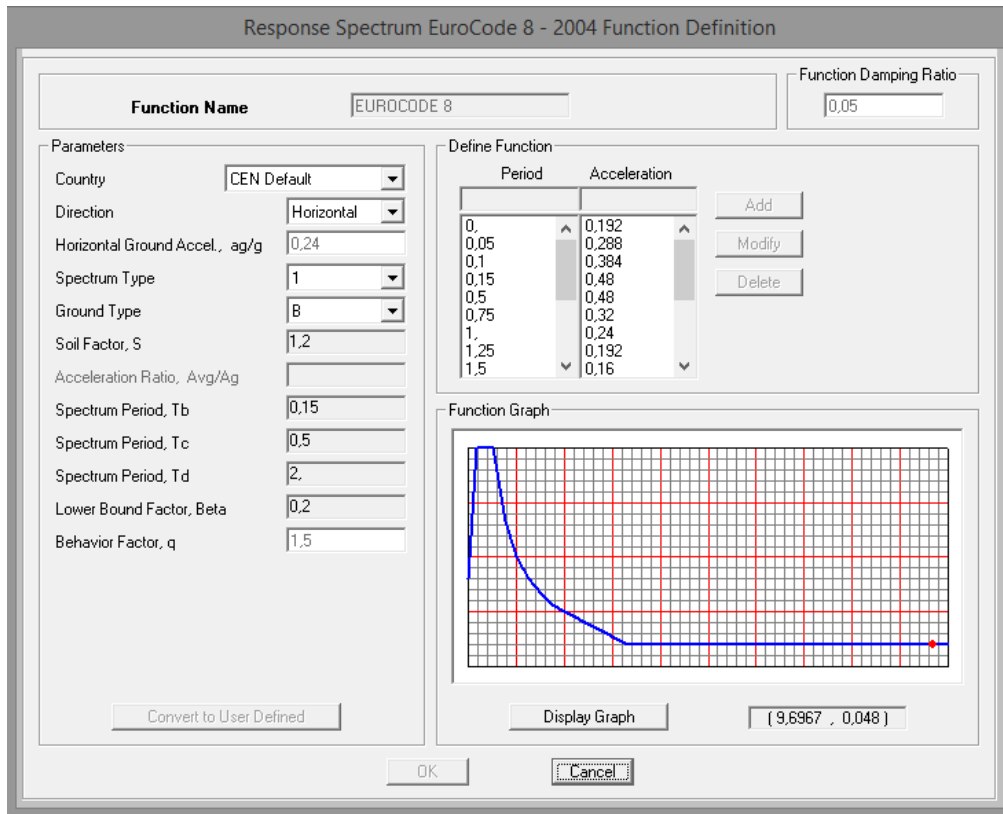 Response Spectrum EuroCode 8 - 2004 Function Definition
Function Name
EUROCODE 8
Function Damping Ratio
0,05
Parameters
Country CEN Default
Direction Horizontal
Horizontal Ground Accel., ag/g 0,24
Spectrum Type 1
Ground Type B
Soil Factor, S 1,2
Acceleration Ratio, Avg/Ag
Spectrum Period, Tb 0,15
Spectrum Period, Tc 0,5
Spectrum Period, Td 2,
Lower Bound Factor, Beta 0,2
Behavior Factor, q 1,5
Convert to User Defined
Define Function
Period Acceleration
0, 0,192
0,05 0,288
0,1 0,384
0,15 0,48
0,5 0,48
0,75 0,32
1, 0,24
1,25 0,192
1,5 0,16
Add
Modify
Delete
Function Graph
Display Graph
( 9,6967 , 0,048 )
OK
Cancel